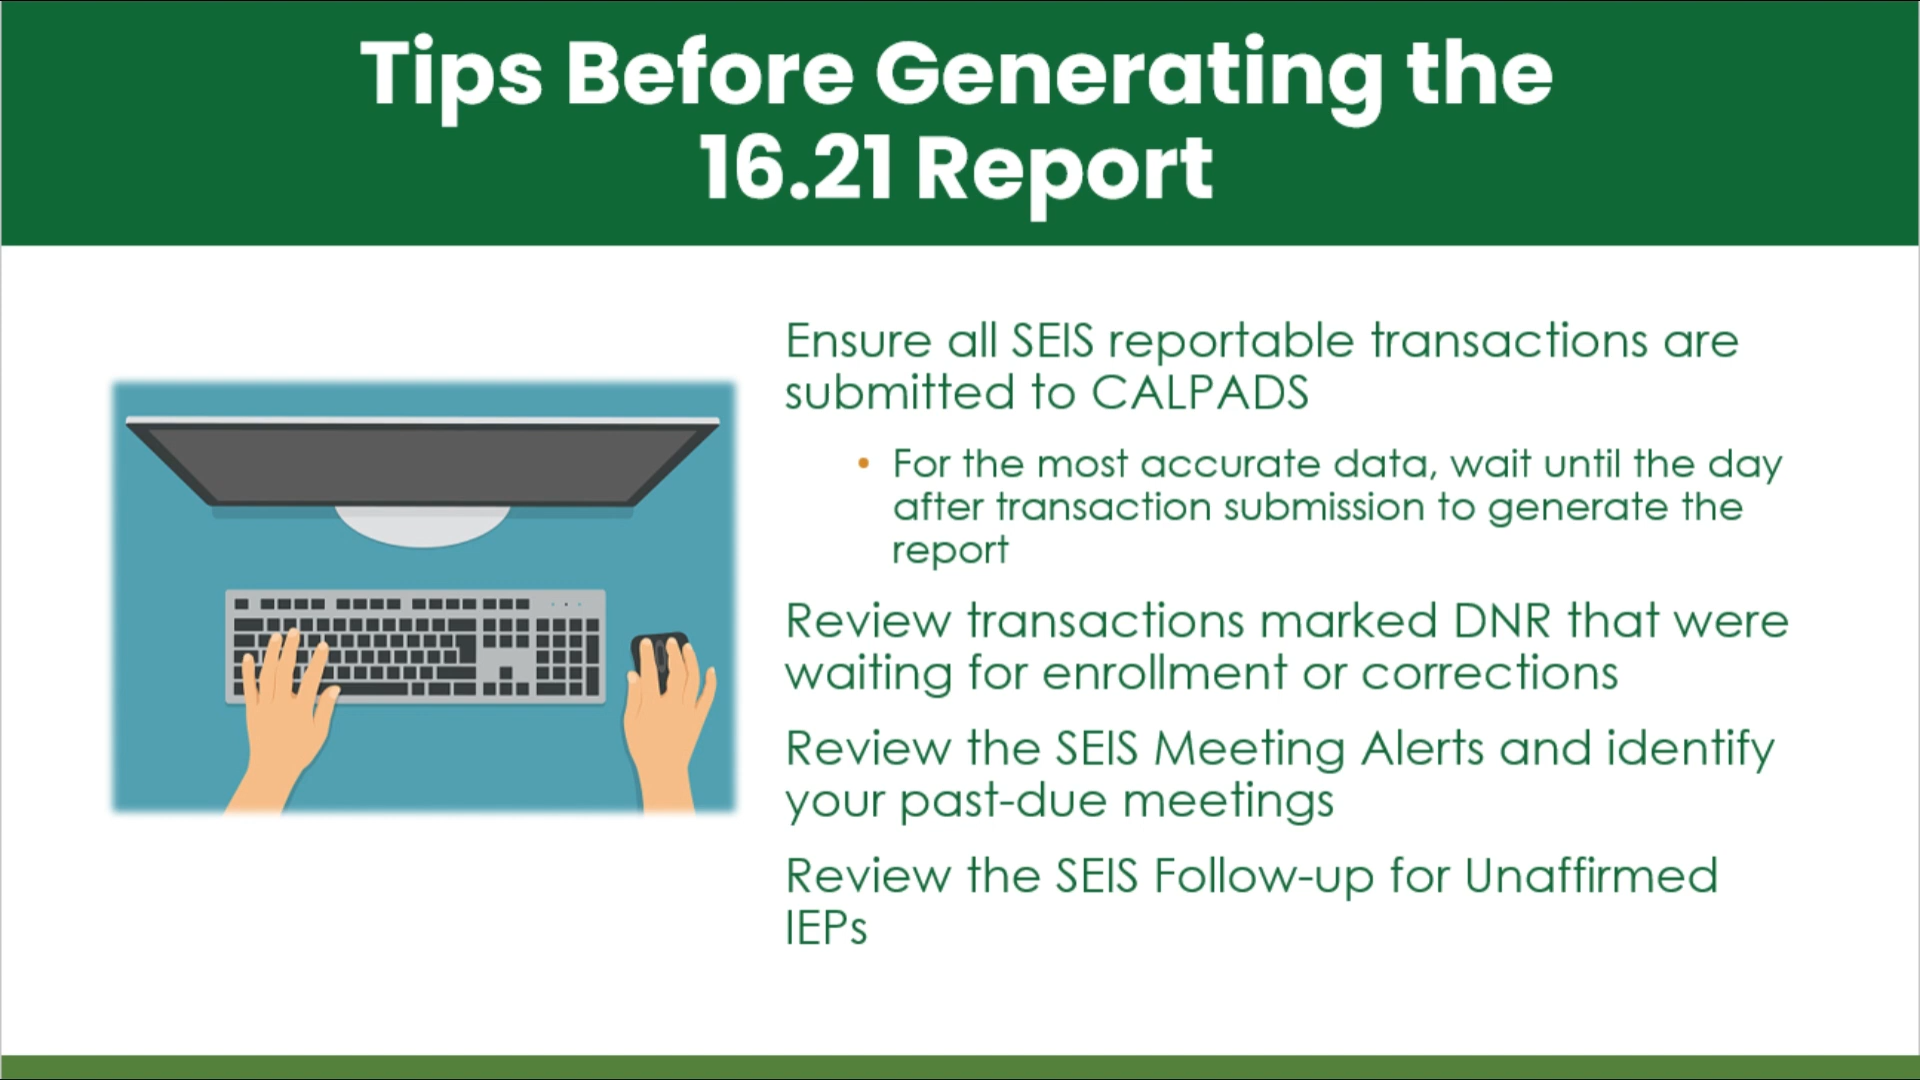 Tips Before Generating the
16.21 Report
Ensure all SEIS reportable transactions are
submitted to CALPADS
• For the most accurate data, wait until the day
after transaction submission to generate the
report
Review transactions marked DNR that were
waiting for enrollment or corrections
Review the SEIS Meeting Alerts and identify
your past-due meetings
Review the SEIS Follow-up for Unaffirmed
IEPs